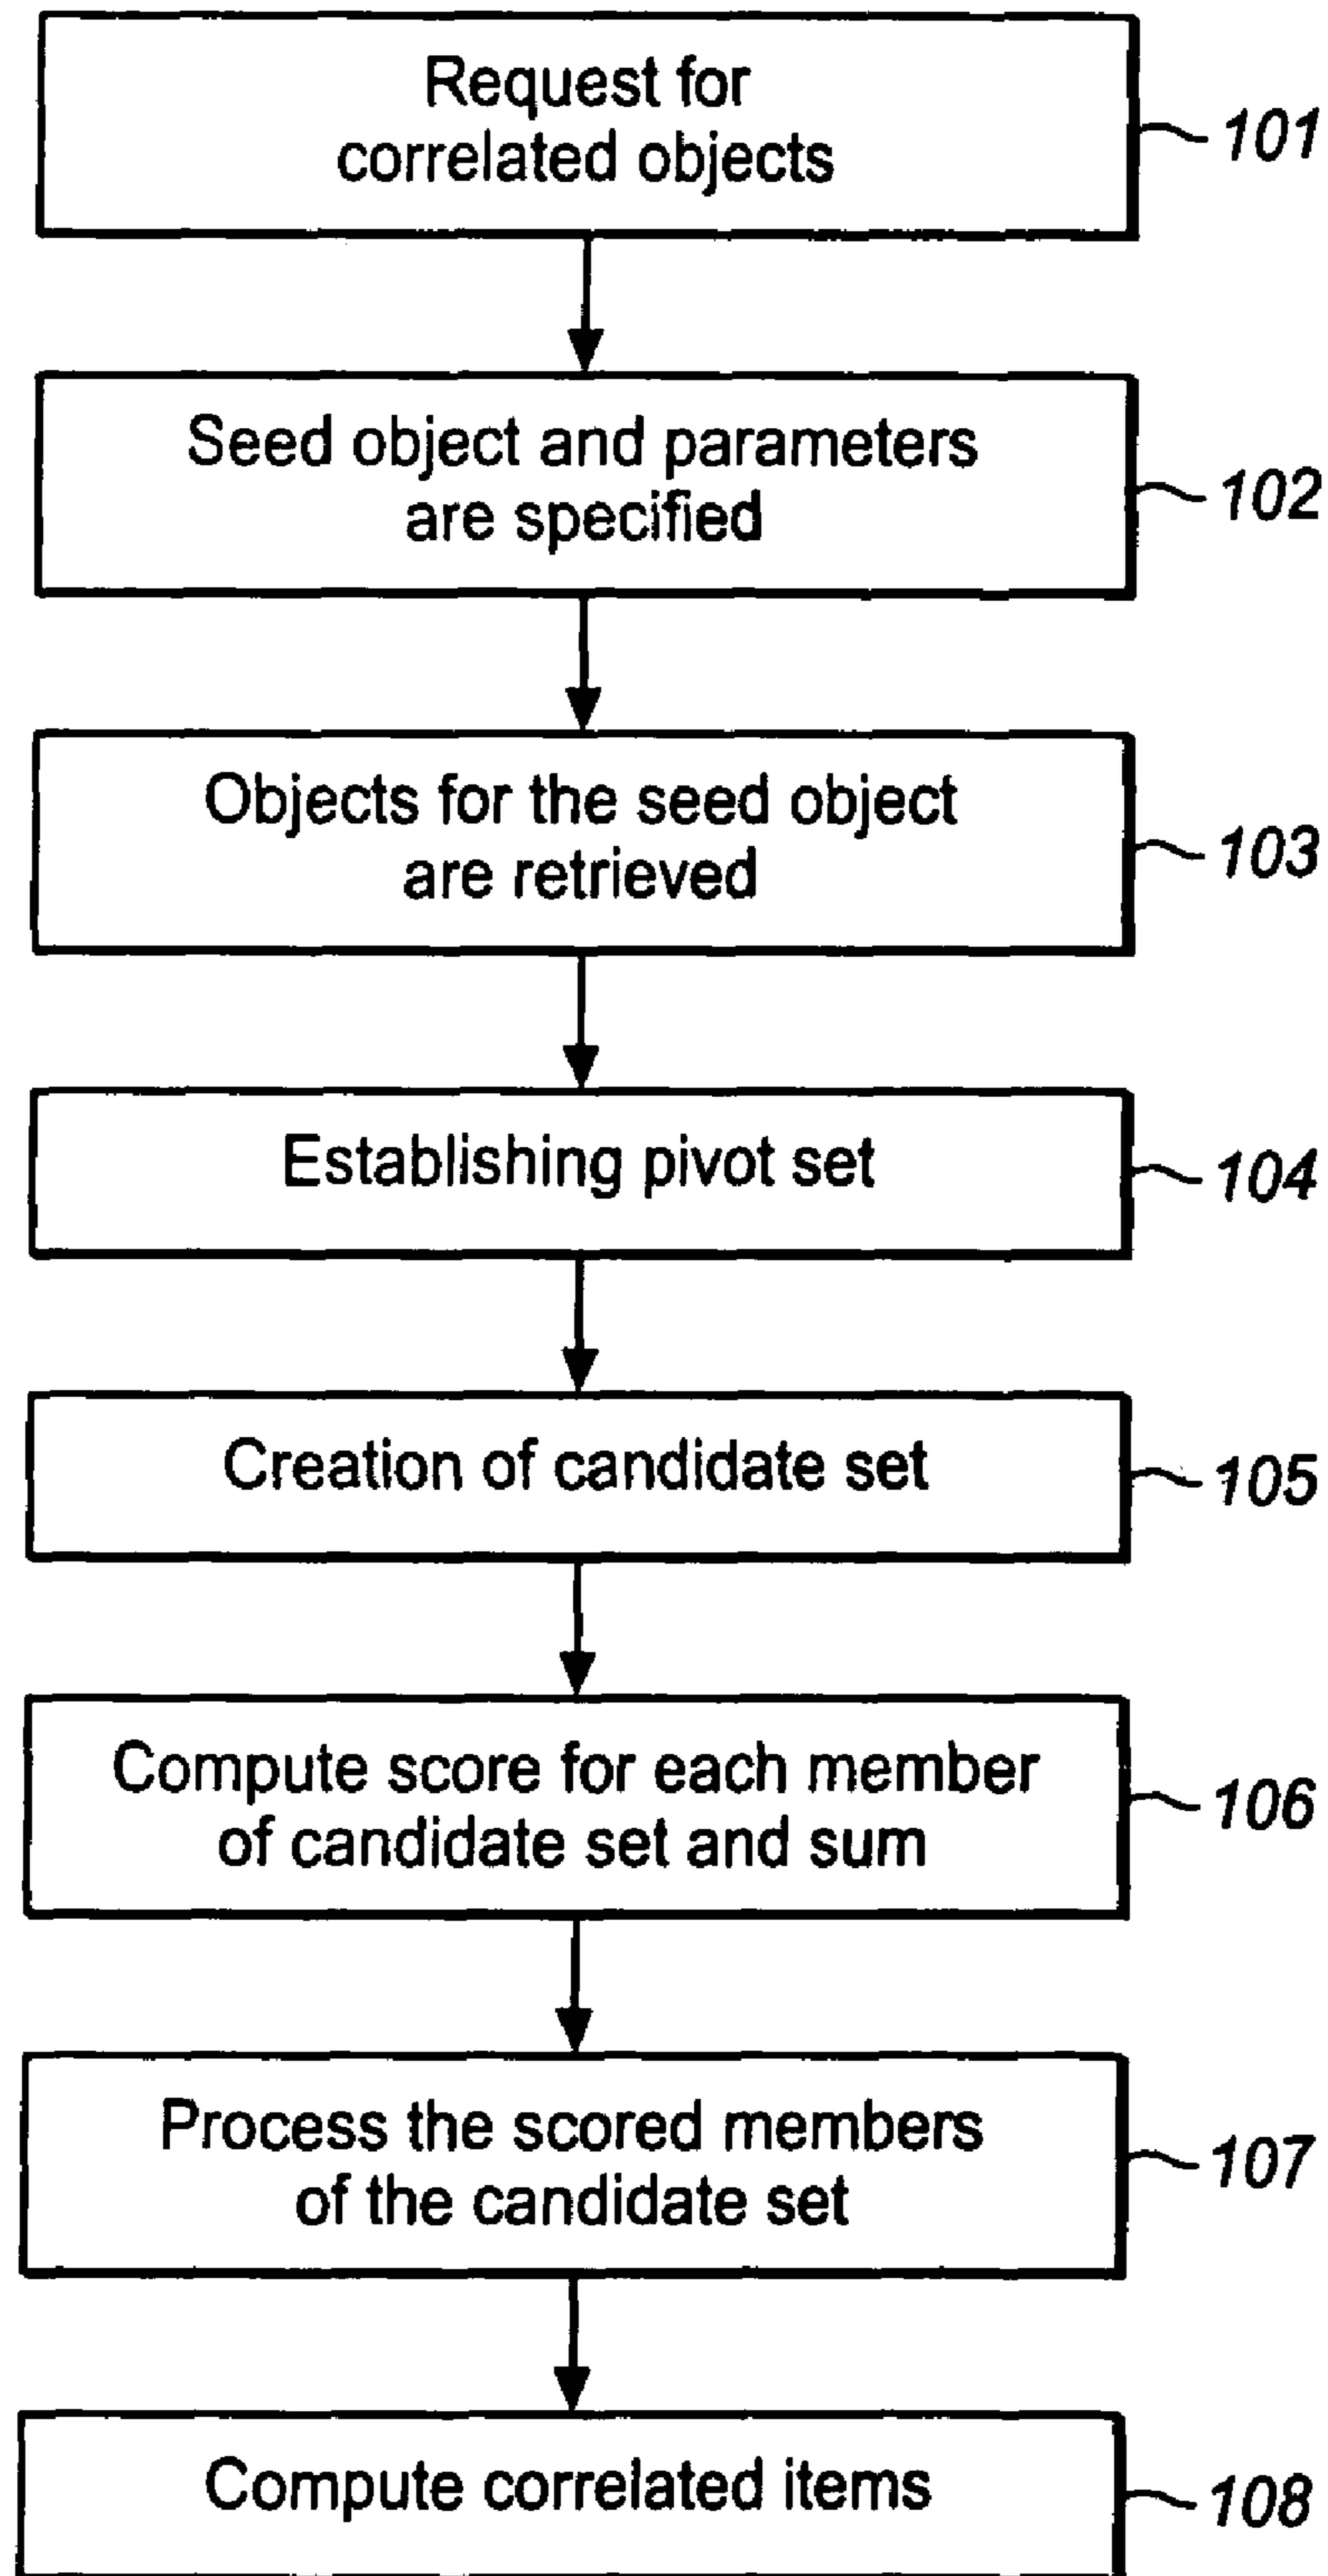 Request for
correlated objects
101
Seed object and parameters
are specified
102
Objects for the seed object
are retrieved
103
Establishing pivot set
104
Creation of candidate set
105
Compute score for each member
of candidate set and sum
106
Process the scored members
of the candidate set
107
Compute correlated items
108